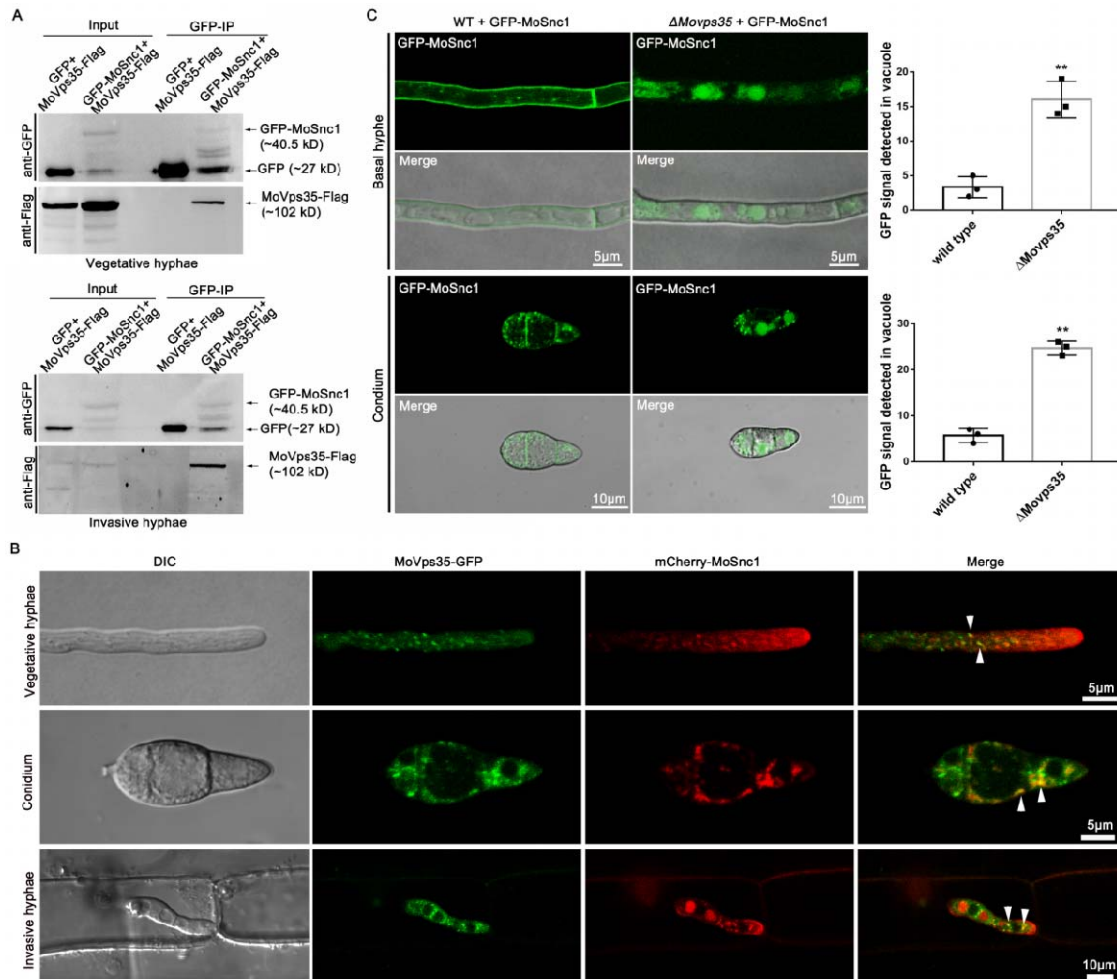 A
Input
GFP-IP
GFP+
MoVps35-Flag
GFP-MoSnc1+
MoVps35-Flag
GFP+
MoVps35-Flag
GFP-MoSnc1+
MoVps35-Flag
anti-GFP
GFP-MoSnc1
(~40.5 kD)
GFP (~27 kD)
anti-Flag
MoVps35-Flag
(~102 kD)
Vegetative hyphae
Input
GFP-IP
GFP+
MoVps35-Flag
GFP-MoSnc1+
MoVps35-Flag
GFP+
MoVps35-Flag
GFP-MoSnc1+
MoVps35-Flag
anti-GFP
GFP-MoSnc1
(~40.5 kD)
GFP(~27 kD)
anti-Flag
MoVps35-Flag
(~102 kD)
Invasive hyphae
C
WT + GFP-MoSnc1
ΔMovps35 + GFP-MoSnc1
Basal hyphe
GFP-MoSnc1
GFP-MoSnc1
Merge
Merge
5μm
5μm
Condium
GFP-MoSnc1
GFP-MoSnc1
Merge
Merge
10μm
10μm
GFP signal detected in vacuole
20
15
10
5
0
**
wild type
ΔMovps35
GFP signal detected in vacuole
30
20
10
0
**
wild type
ΔMovps35
B
DIC
MoVps35-GFP
mCherry-MoSnc1
Merge
Vegetative hyphae
5μm
Conidium
5μm
Invasive hyphae
10μm